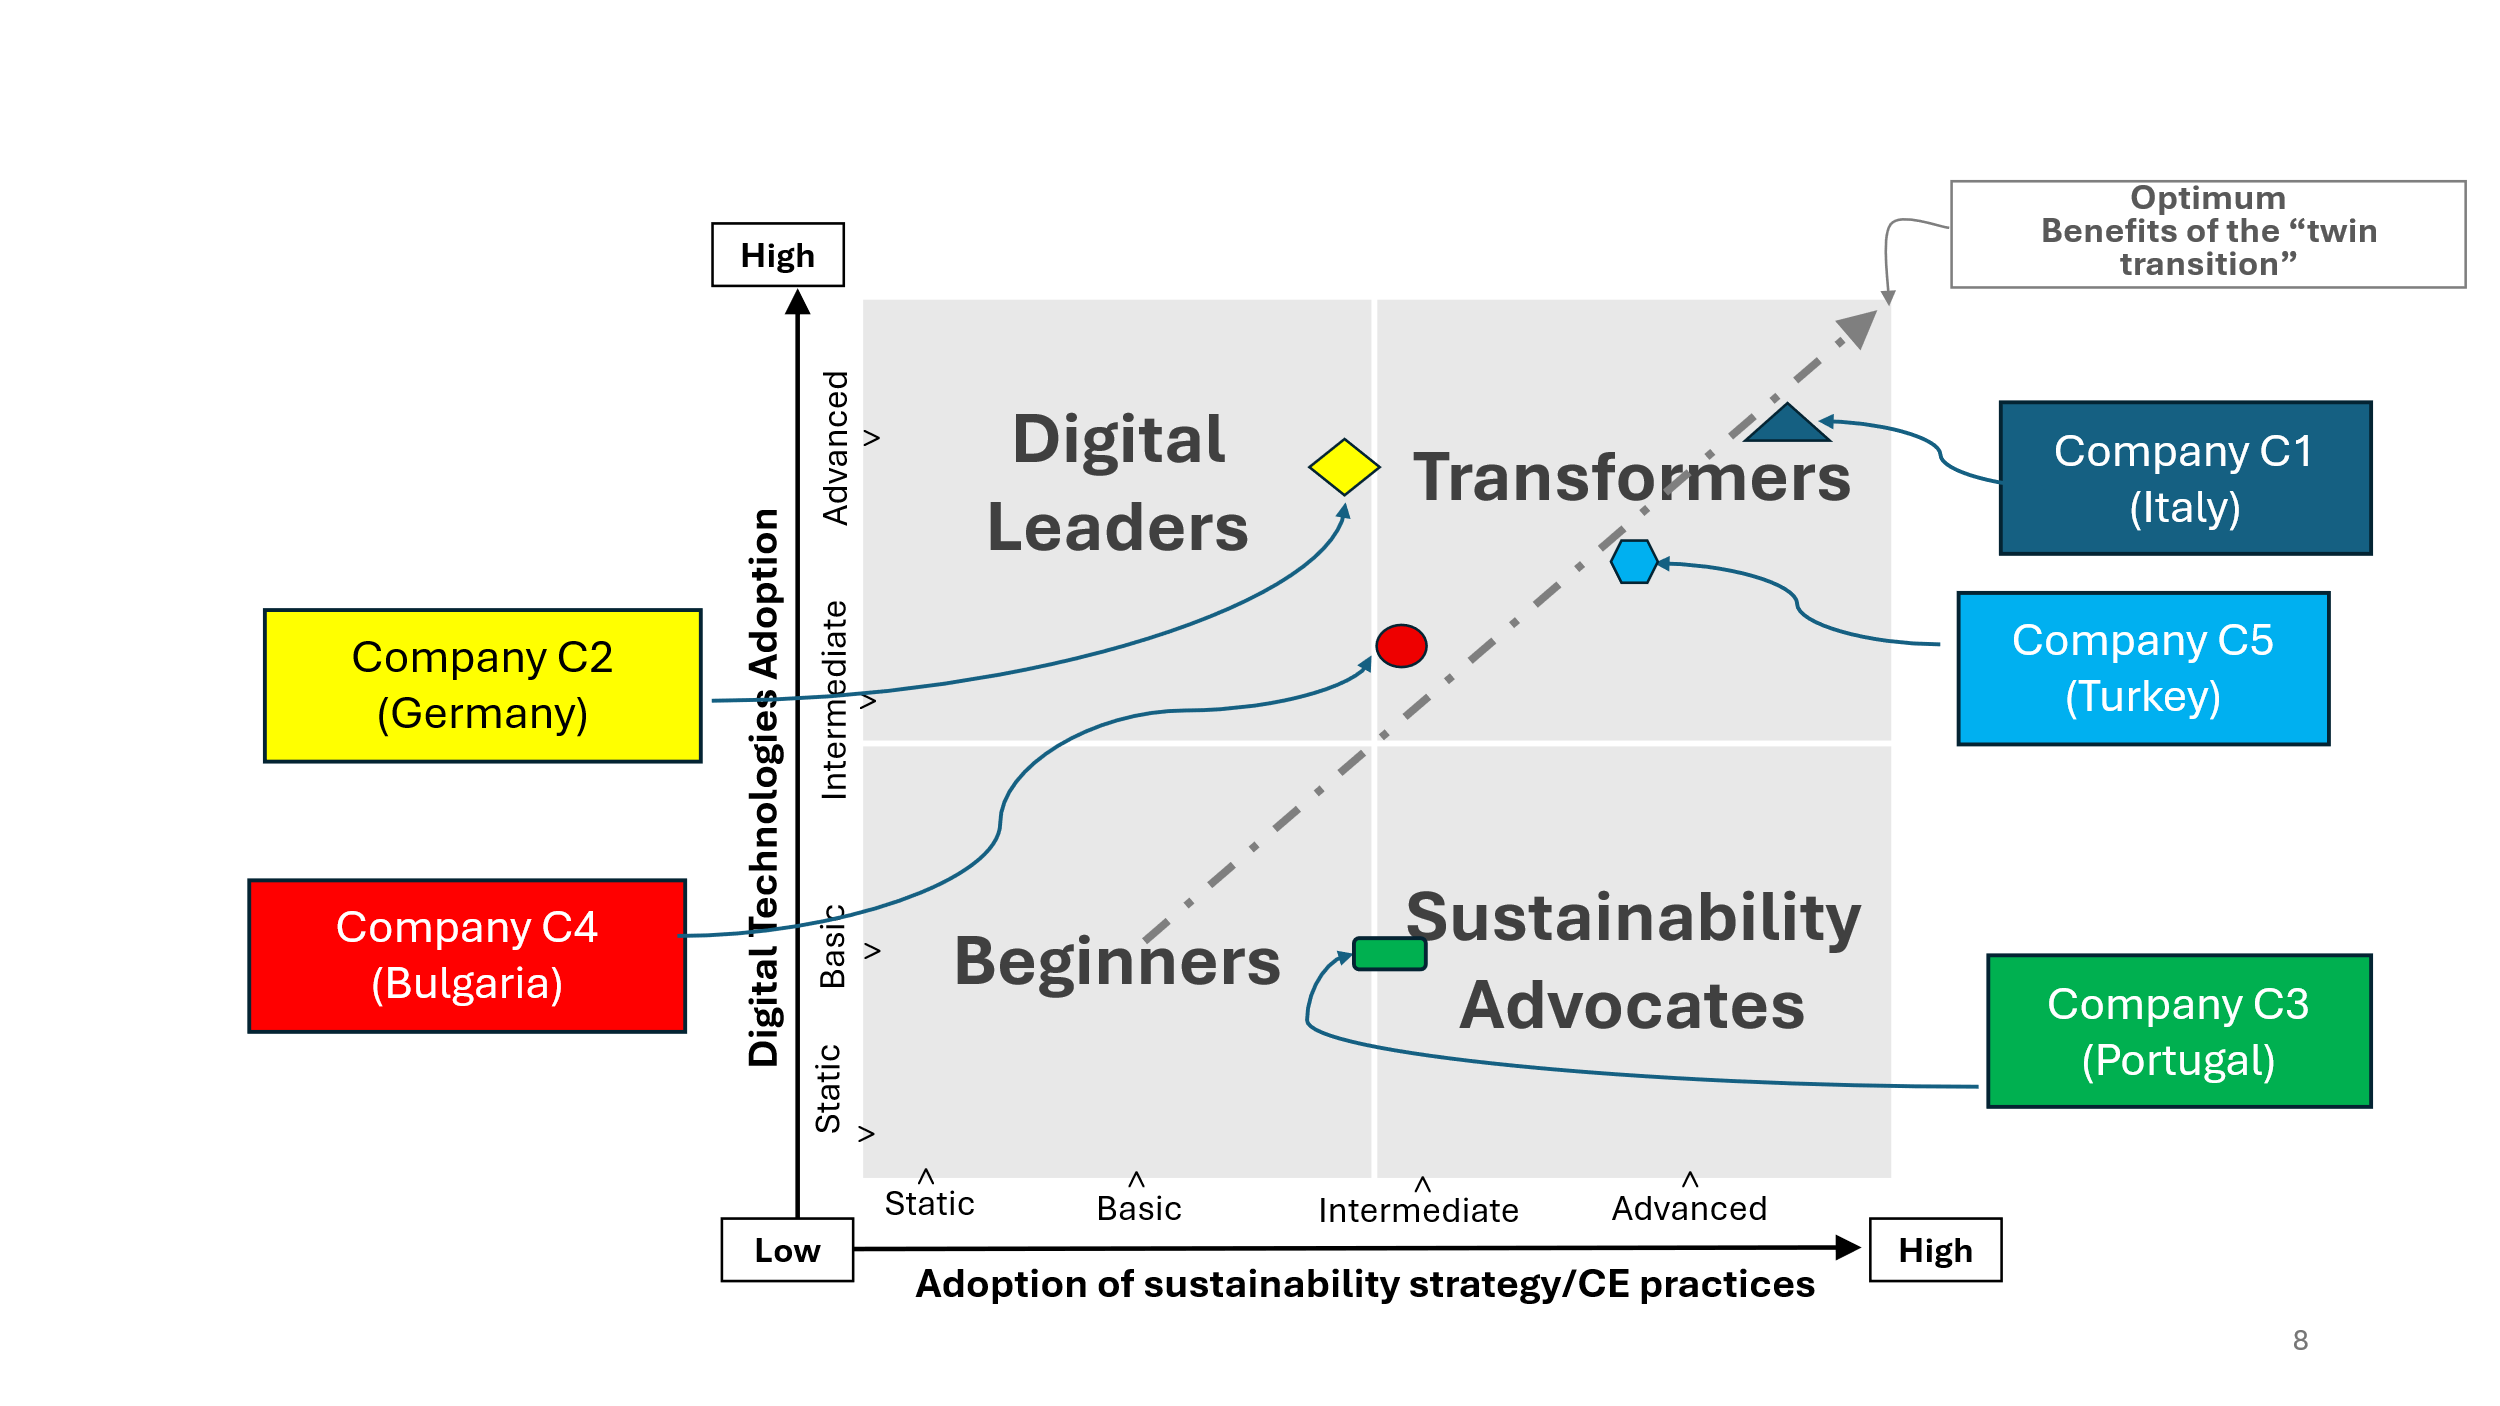 Optimum
Benefits of the “twin
transition”
High
Digital Technologies Adoption
Advanced
Intermediate
Basic
Static
>
>
>
>
Digital
Leaders
Transformers
Beginners
Sustainability
Advocates
Company C1
(Italy)
Company C2
(Germany)
Company C5
(Turkey)
Company C4
(Bulgaria)
Company C3
(Portugal)
^ ^ ^ ^
Static Basic Intermediate Advanced
Low
High
Adoption of sustainability strategy/CE practices
8